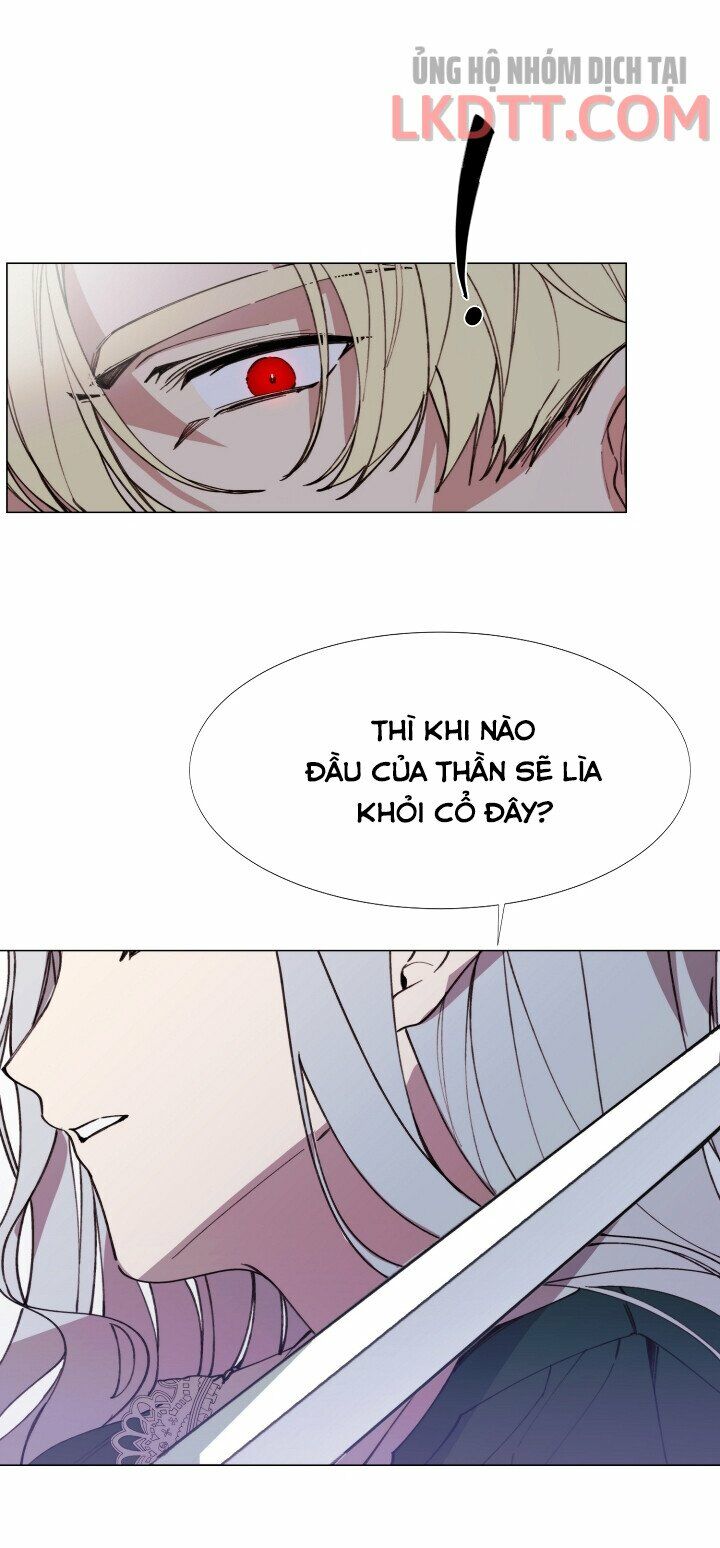 ỦNG HỘ NHÓM DỊCH TẠI
LKDTT.COM
THÌ KHI NÀO
ĐẦU CỦA THẦN SẼ LÌA
KHỎI CỔ ĐÂY?